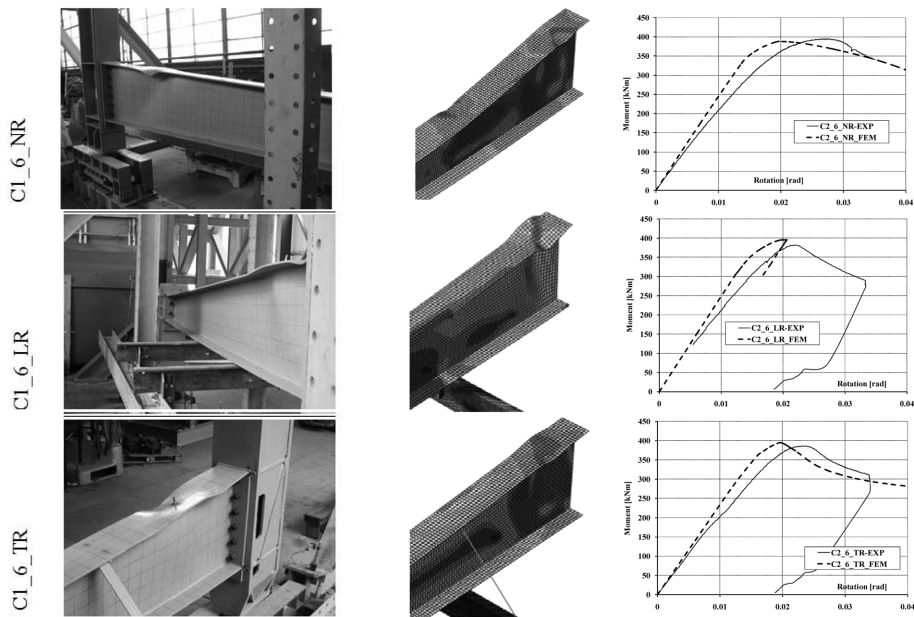 C1_6_NR
450
400
350
300
250
200
150
100
50
0
Moment [kNm]
C2_6_NR-EXP
C2_6_NR_FEM
Rotation [rad]
0 0.01 0.02 0.03 0.04
C1_6_LR
450
400
350
300
250
200
150
100
50
0
Moment [kNm]
C2_6_LR-EXP
C2_6_LR_FEM
Rotation [rad]
0 0.01 0.02 0.03 0.04
C1_6_TR
450
400
350
300
250
200
150
100
50
0
Moment [kNm]
C2_6_TR-EXP
C2_6_TR_FEM
Rotation [rad]
0 0.01 0.02 0.03 0.04